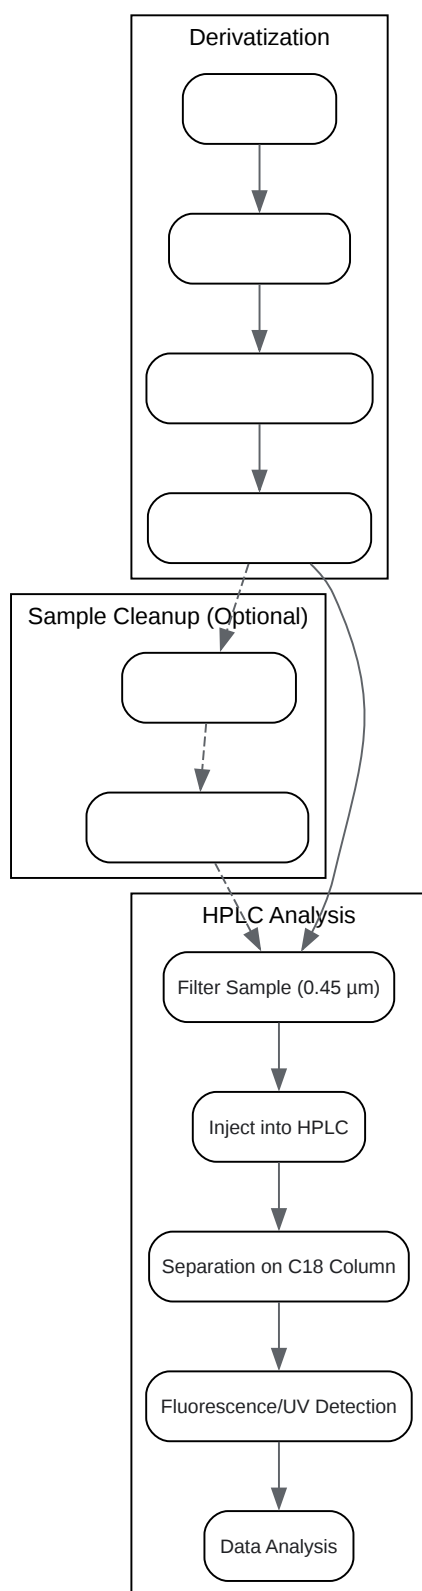 Derivatization
Sample Cleanup (Optional)
HPLC Analysis
Filter Sample (0.45 µm)
Inject into HPLC
Separation on C18 Column
Fluorescence/UV Detection
Data Analysis